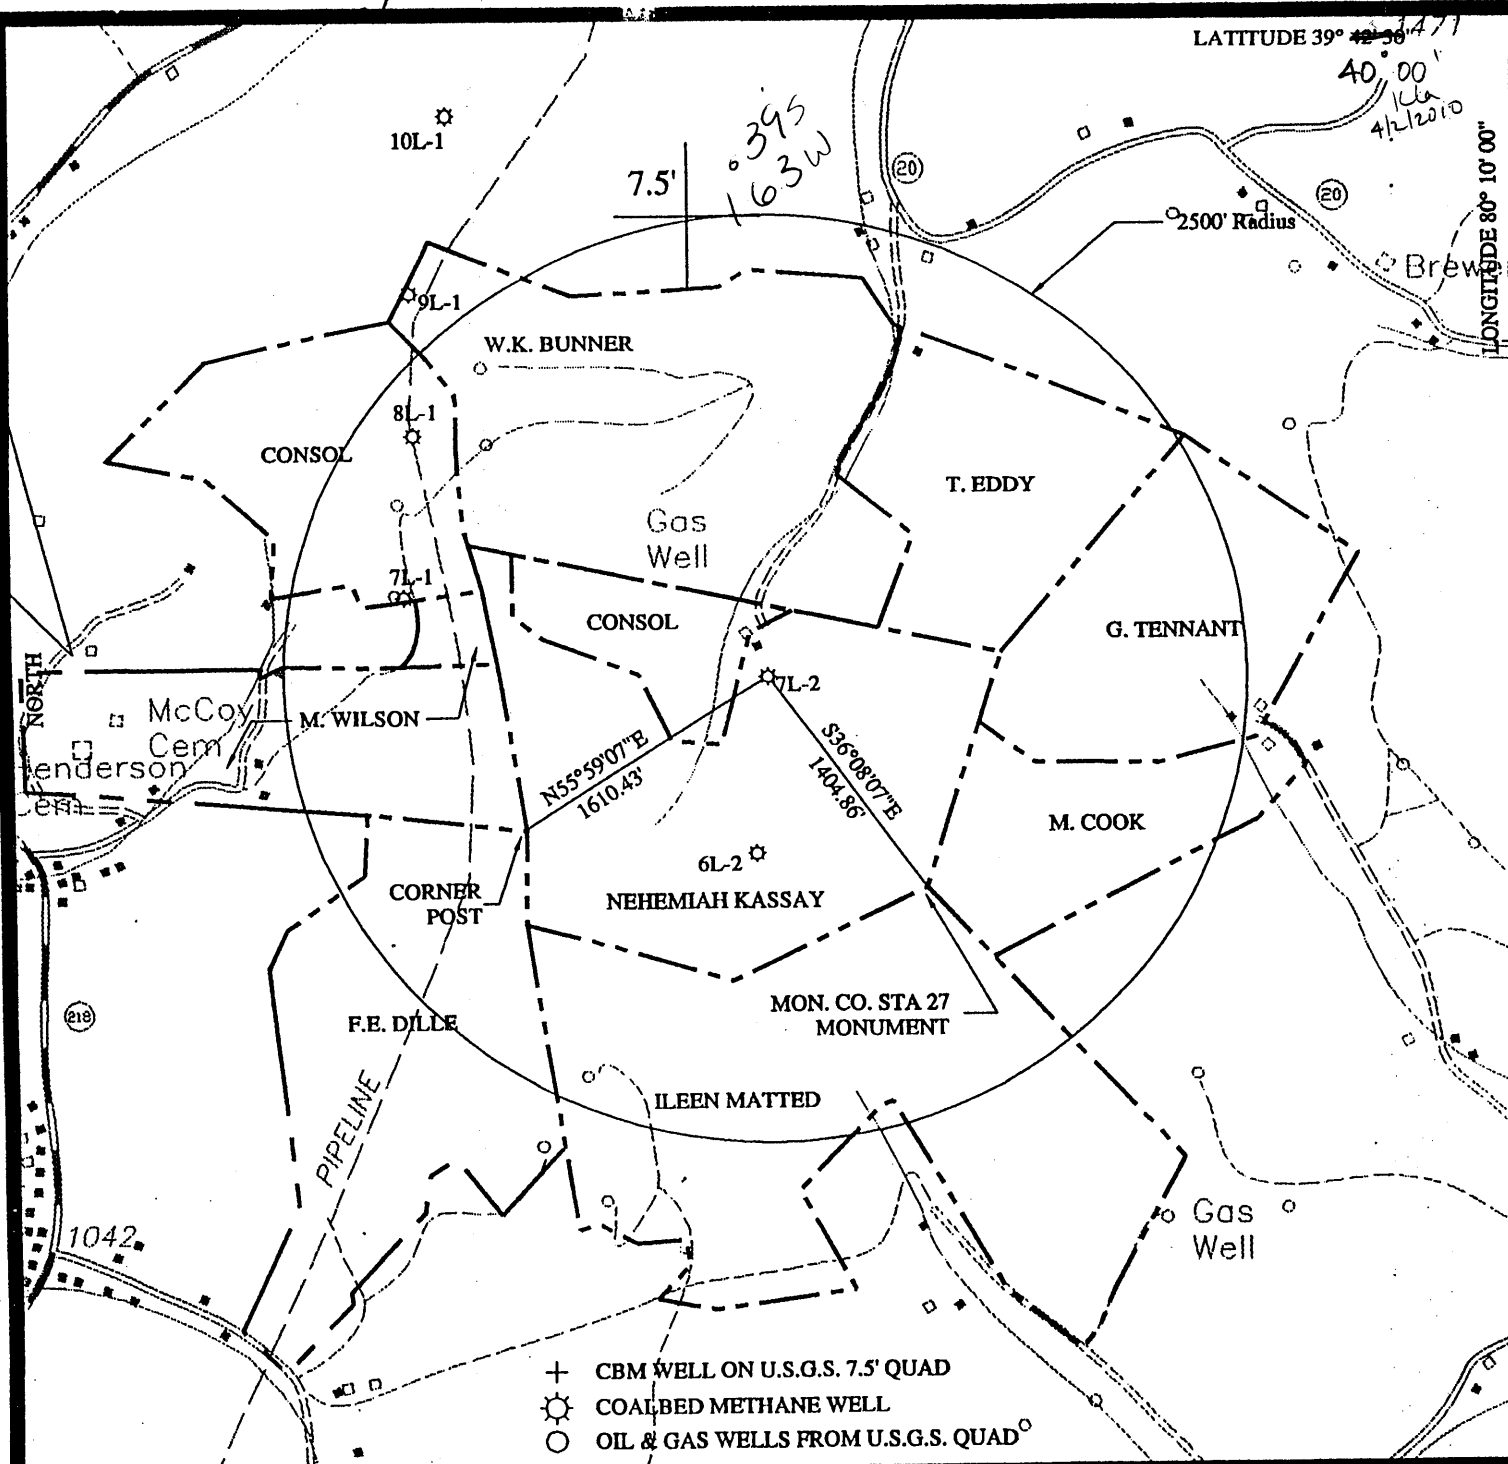 LATITUDE 39° 42' 30"
40° 00'
4/2/2010
LONGITUDE 80° 10' 00"
10L-1
.39S
1.63W
7.5'
20
20
2500' Radius
9L-1
W.K. BUNNER
8L-1
CONSOL
T. EDDY
Gas
Well
7L-1
CONSOL
G. TENNANT
NORTH
7L-2
McCoy
Cem
M. WILSON
enderson
Cem
N55°59'07"E
1610.43'
S36°08'07"E
1404.86'
M. COOK
6L-2
CORNER
POST
NEHEMIAH KASSAY
MON. CO. STA 27
MONUMENT
218
F.E. DILLE
ILEEN MATTED
PIPELINE
Gas
Well
1042
CBM WELL ON U.S.G.S. 7.5' QUAD
COALBED METHANE WELL
OIL & GAS WELLS FROM U.S.G.S. QUAD